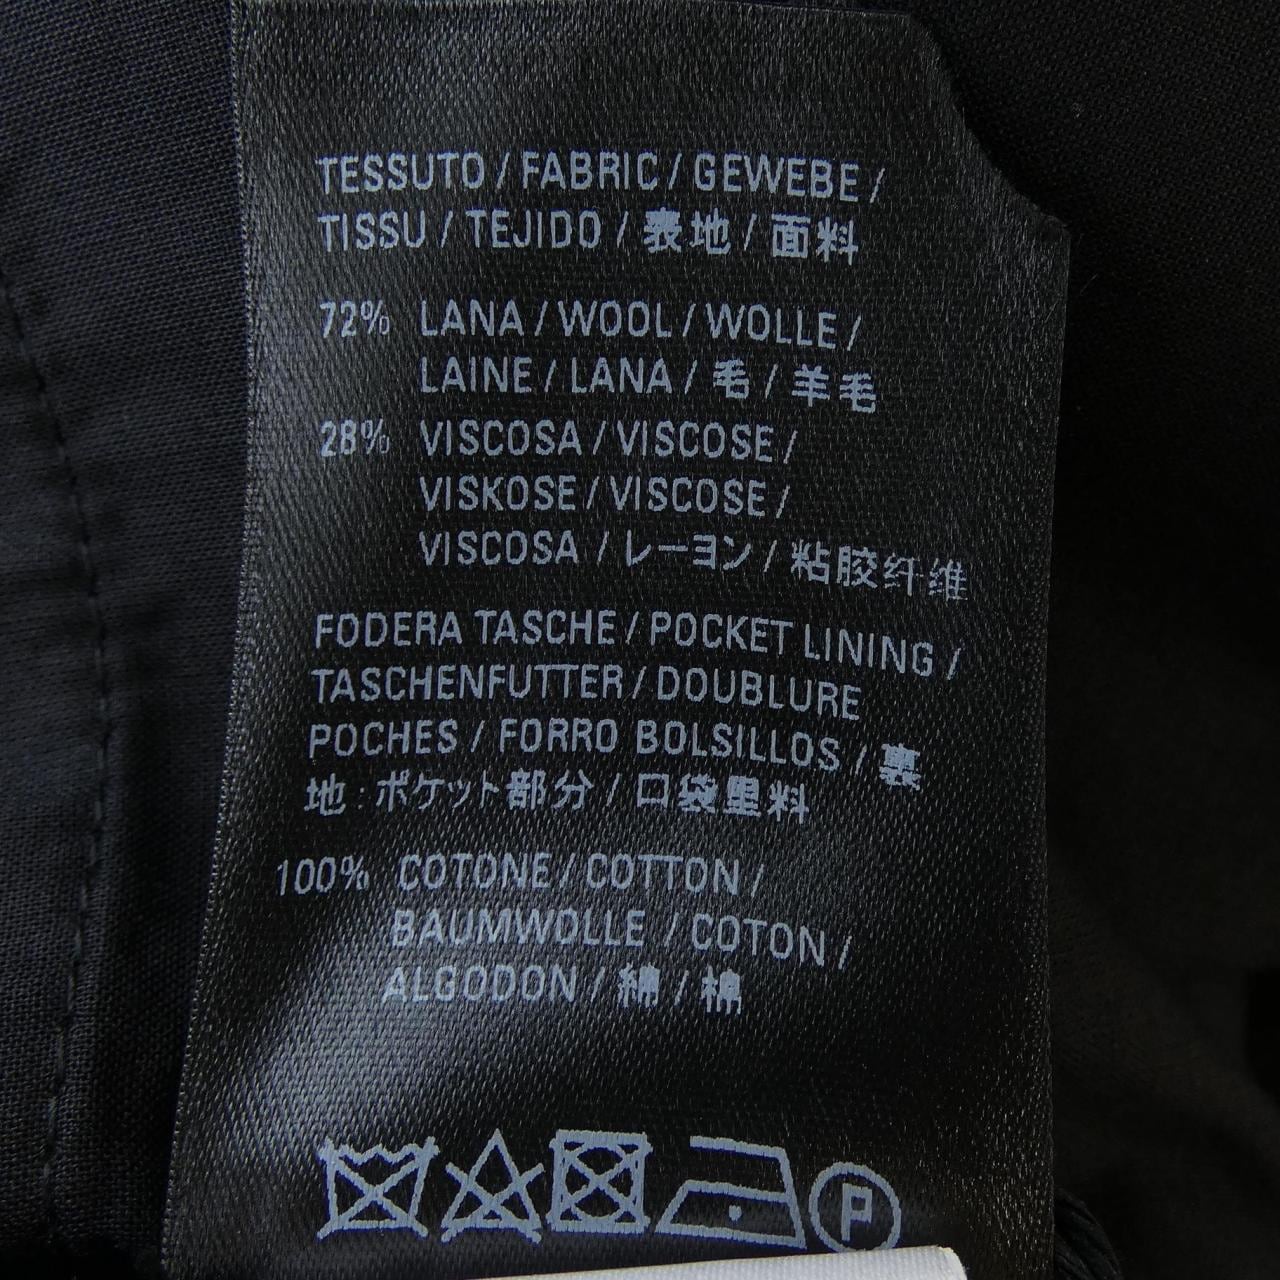 TESSUTO / FABRIC / GEWEBE /
TISSU / TEJIDO / 表地 / 面料
72% LANA / WOOL / WOLLE /
LAINE / LANA / 毛 / 羊毛
28% VISCOSA / VISCOSE /
VISKOSE / VISCOSE /
VISCOSA / レーヨン / 粘胶纤维
FODERA TASCHE / POCKET LINING /
TASCHENFUTTER / DOUBLURE
POCHES / FORRO BOLSILLOS / 裏
地 : ポケット部分 / 口袋里料
100% COTONE / COTTON /
BAUMWOLLE / COTON /
ALGODON / 綿 / 棉
P